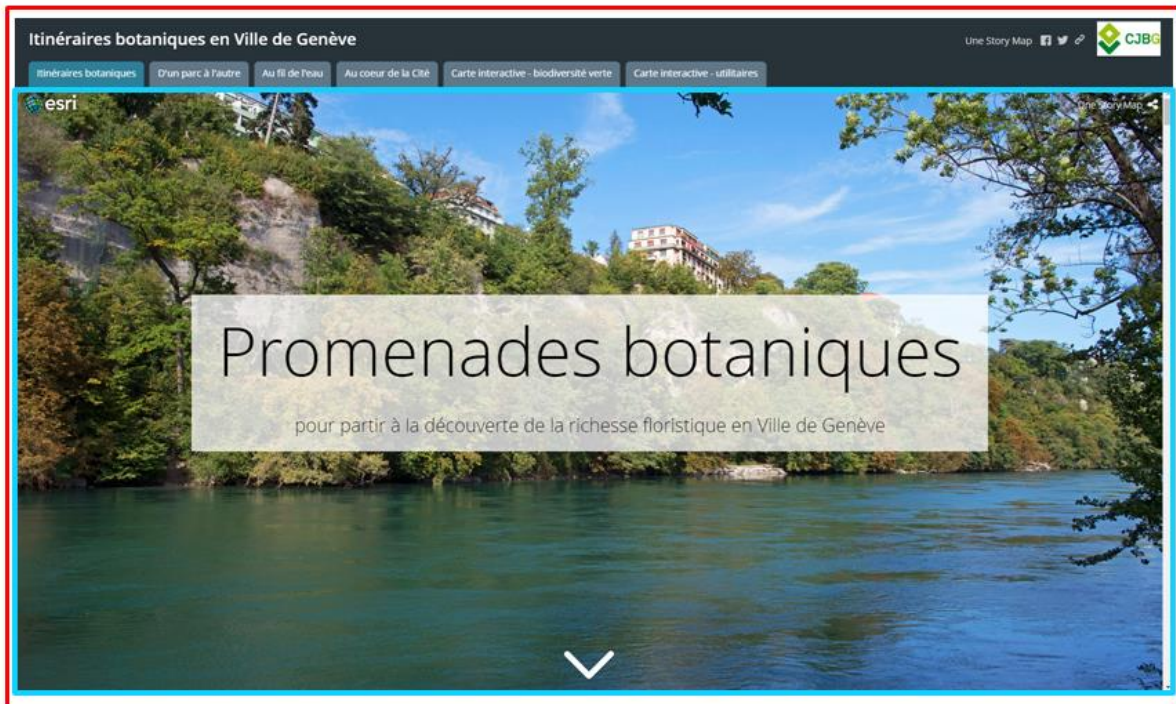 Itinéraires botaniques en Ville de Genève
Une Story Map
CJBG
Itinéraires botaniques
D'un parc à l'autre
Au fil de l'eau
Au coeur de la Cité
Carte interactive - biodiversité verte
Carte interactive - utilitaires
esri
Une Story Map
Promenades botaniques
pour partir à la découverte de la richesse floristique en Ville de Genève